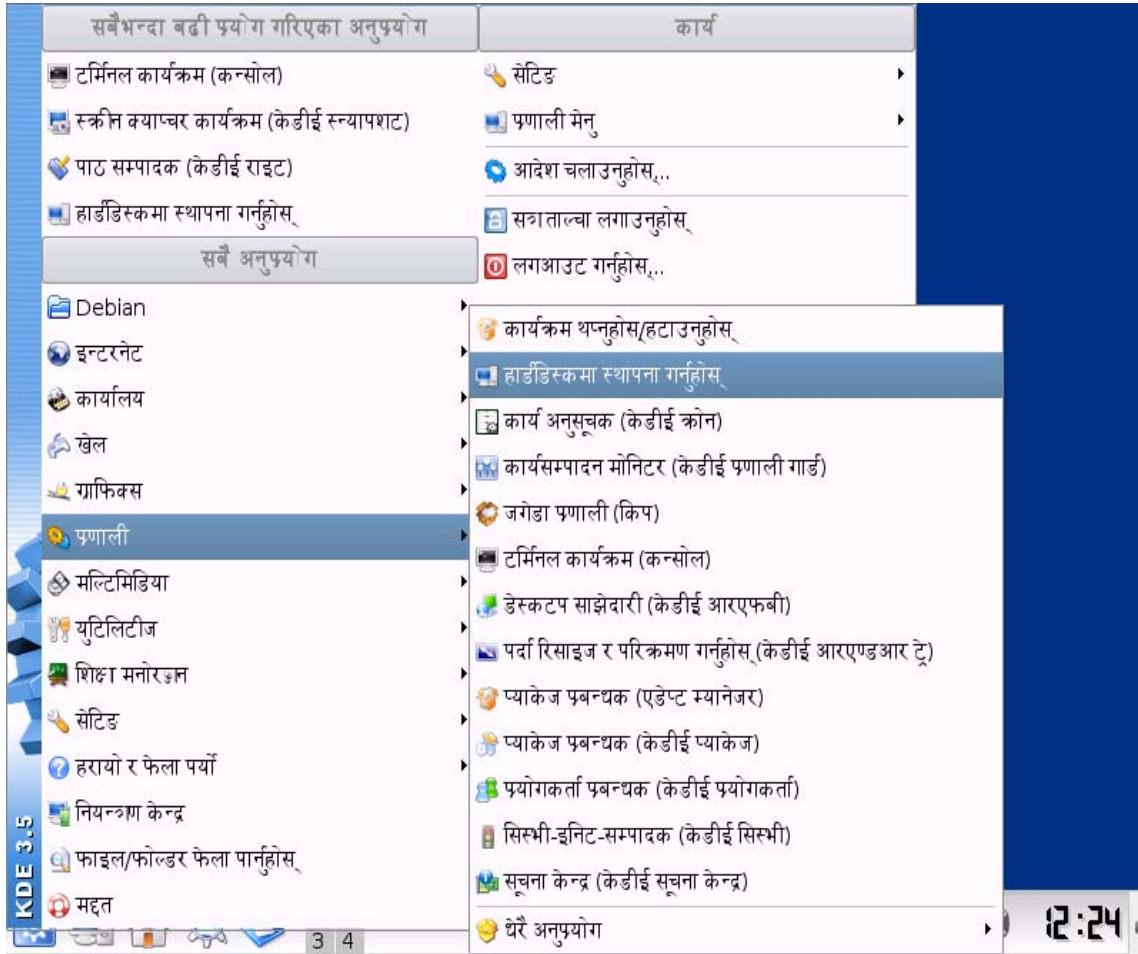 सबैभन्दा बढी प्रयोग गरिएका अनुप्रयोग
टर्मिनल कार्यक्रम (कन्सोल)
स्क्रीन क्याप्चर कार्यक्रम (केडीई स्न्यापशट)
पाठ सम्पादक (केडीई राइट)
हार्डडिस्कमा स्थापना गर्नुहोस्
सबै अनुप्रयोग
Debian
इन्टरनेट
कार्यालय
खेल
ग्राफिक्स
प्रणाली
मल्टिमिडिया
युटिलिटीज
शिक्षा मनोरञ्जन
सेटिङ
हरायो र फेला पर्यो
नियन्त्रण केन्द्र
फाइल/फोल्डर फेला पार्नुहोस्
मद्दत
कार्य
सेटिङ
प्रणाली मेनु
आदेश चलाउनुहोस्...
सत्र ताल्चा लगाउनुहोस्
लगआउट गर्नुहोस्...
कार्यक्रम थप्नुहोस्/हटाउनुहोस्
हार्डडिस्कमा स्थापना गर्नुहोस्
कार्य अनुसूचक (केडीई क्रोन)
कार्यसम्पादन मोनिटर (केडीई प्रणाली गार्ड)
जगेडा प्रणाली (किप)
टर्मिनल कार्यक्रम (कन्सोल)
डेस्कटप साझेदारी (केडीई आरएफबी)
पर्दा रिसाइज र परिक्रमण गर्नुहोस् (केडीई आरएण्डआर ट्रे)
प्याकेज प्रबन्धक (एडेप्ट म्यानेजर)
प्याकेज प्रबन्धक (केडीई प्याकेज)
प्रयोगकर्ता प्रबन्धक (केडीई प्रयोगकर्ता)
सिस्भी-इनिट-सम्पादक (केडीई सिस्भी)
सूचना केन्द्र (केडीई सूचना केन्द्र)
धेरै अनुप्रयोग
KDE 3.5
3 4
12:24